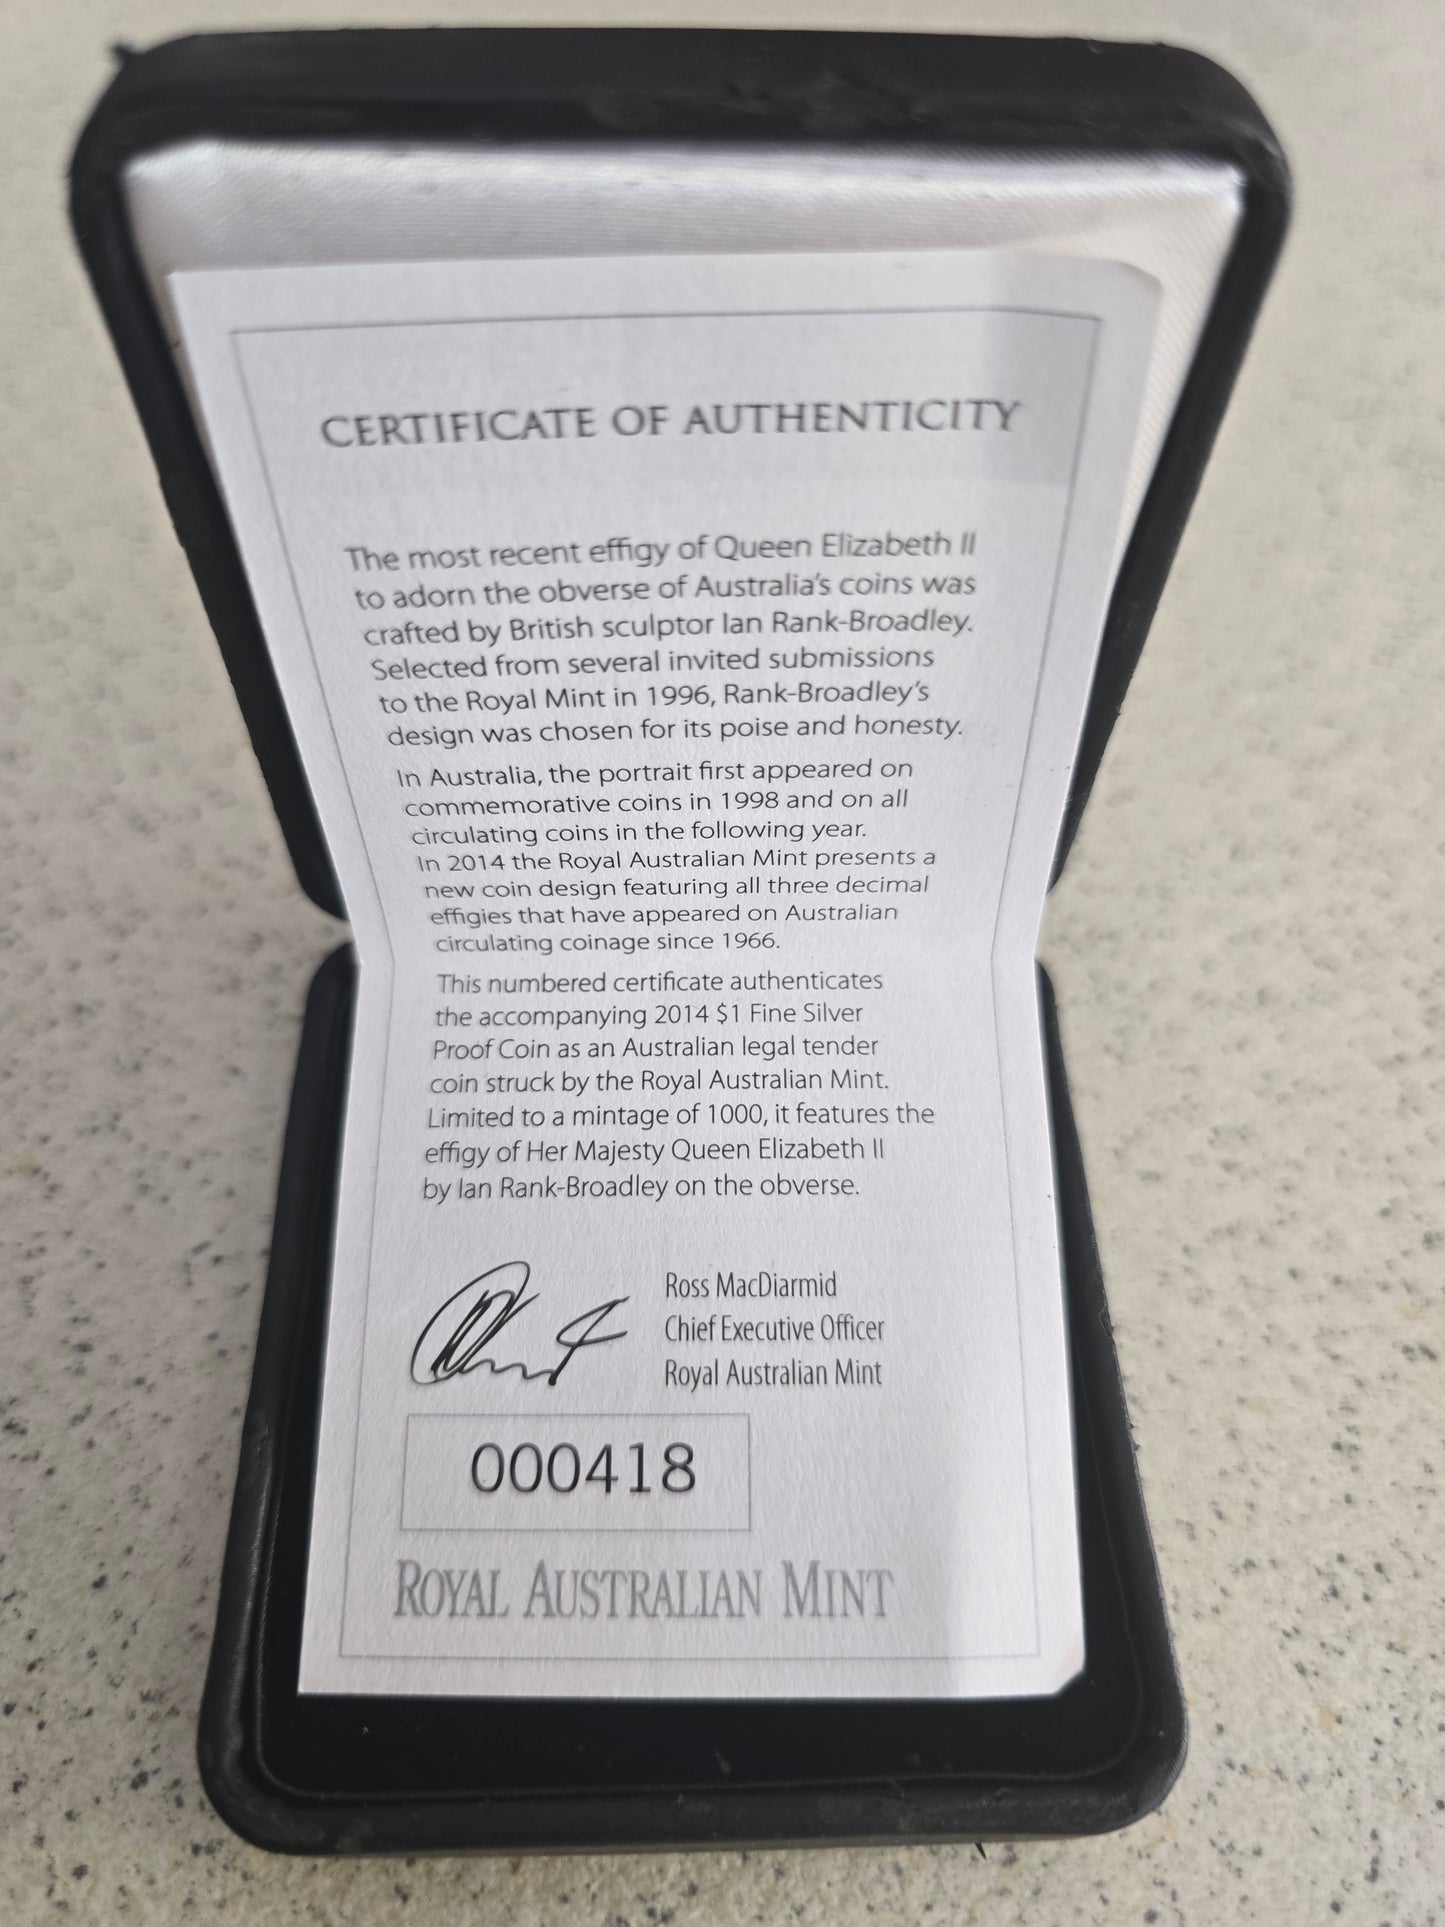 CERTIFICATE OF AUTHENTICITY
The most recent effigy of Queen Elizabeth II
to adorn the obverse of Australia's coins was
crafted by British sculptor Ian Rank-Broadley.
Selected from several invited submissions
to the Royal Mint in 1996, Rank-Broadley's
design was chosen for its poise and honesty.
In Australia, the portrait first appeared on
commemorative coins in 1998 and on all
circulating coins in the following year.
In 2014 the Royal Australian Mint presents a
new coin design featuring all three decimal
effigies that have appeared on Australian
circulating coinage since 1966.
This numbered certificate authenticates
the accompanying 2014 $1 Fine Silver
Proof Coin as an Australian legal tender
coin struck by the Royal Australian Mint.
Limited to a mintage of 1000, it features the
effigy of Her Majesty Queen Elizabeth II
by Ian Rank-Broadley on the obverse.
Ross MacDiarmid
Chief Executive Officer
Royal Australian Mint
000418
ROYAL AUSTRALIAN MINT